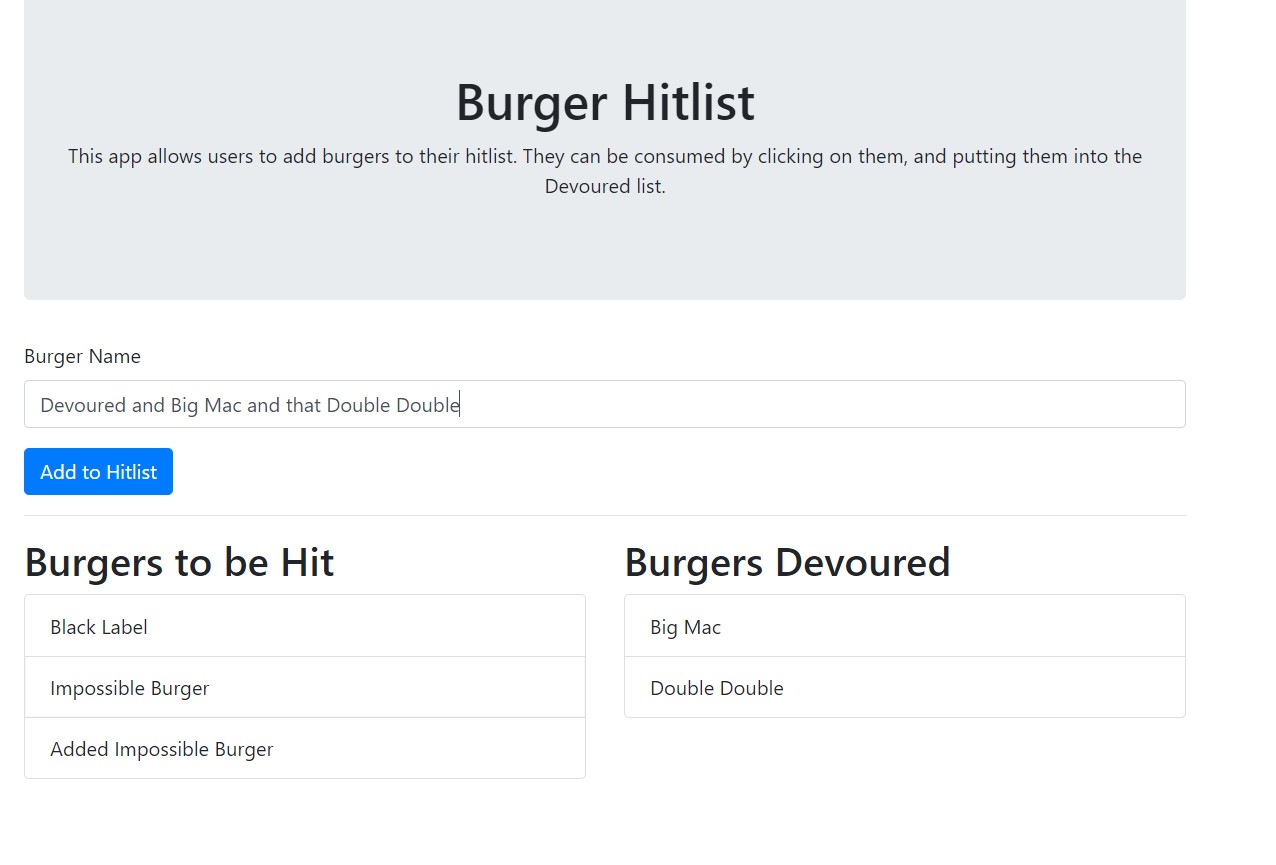 Burger Hitlist
This app allows users to add burgers to their hitlist. They can be consumed by clicking on them, and putting them into the
Devoured list.
Burger Name
Devoured and Big Mac and that Double Double
Add to Hitlist
Burgers to be Hit
Black Label
Impossible Burger
Added Impossible Burger
Burgers Devoured
Big Mac
Double Double